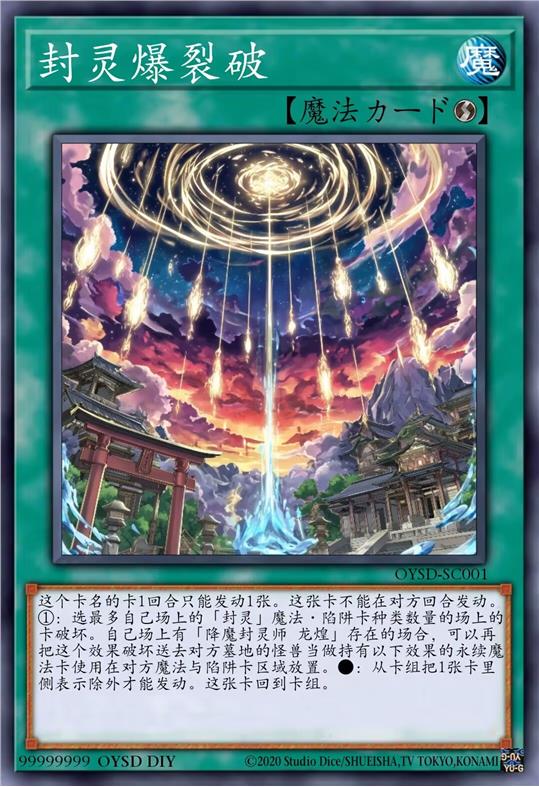 封灵爆裂破
魔
【魔法カード】
OYSD-SC001
这个卡名的卡1回合只能发动1张。这张卡不能在对方回合发动。
①：选最多自己场上的「封灵」魔法·陷阱卡种类数量的场上的
卡破坏。自己场上有「降魔封灵师 龙煌」存在的场合，可以再
把这个效果破坏送去对方墓地的怪兽当做持有以下效果的永续魔
法卡使用在对方魔法与陷阱卡区域放置。●：从卡组把1张卡里
侧表示除外才能发动。这张卡回到卡组。
99999999 OYSD DIY
©2020 Studio Dice/SHUEISHA,TV TOKYO,KONAMI